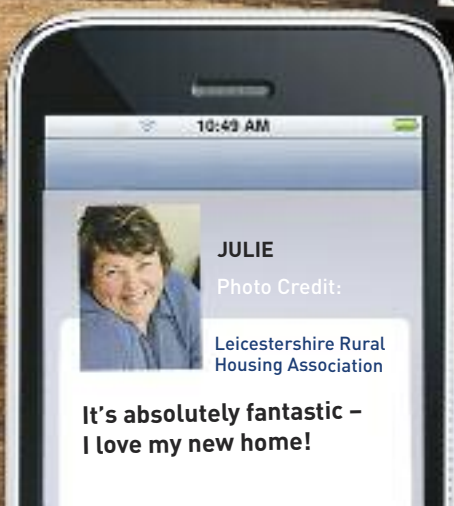 10:49 AM
JULIE
Photo Credit:
Leicestershire Rural
Housing Association
It's absolutely fantastic –
I love my new home!